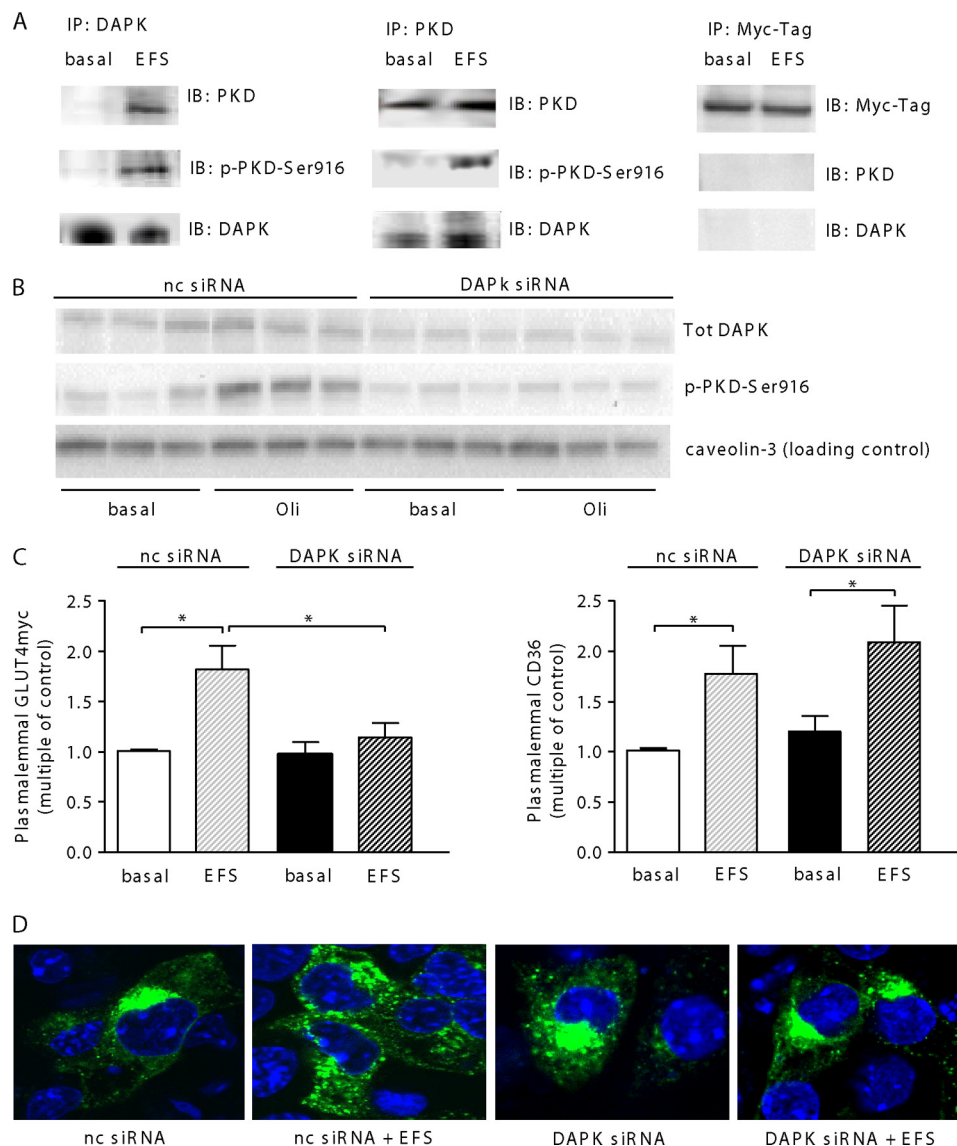 A
IP: DAPK
basal EFS
IB: PKD
IB: p-PKD-Ser916
IB: DAPK
IP: PKD
basal EFS
IB: PKD
IB: p-PKD-Ser916
IB: DAPK
IP: Myc-Tag
basal EFS
IB: Myc-Tag
IB: PKD
IB: DAPK
B
nc siRNA DAPk siRNA
Tot DAPK
p-PKD-Ser916
caveolin-3 (loading control)
basal Oli basal Oli
C
nc siRNA DAPK siRNA
Plasmalemmal GLUT4myc
(multiple of control)
2.5
2.0
1.5
1.0
0.5
0.0
* *
basal EFS basal EFS
nc siRNA DAPK siRNA
Plasmalemmal CD36
(multiple of control)
2.5
2.0
1.5
1.0
0.5
0.0
* *
basal EFS basal EFS
D
nc siRNA nc siRNA + EFS DAPK siRNA DAPK siRNA + EFS